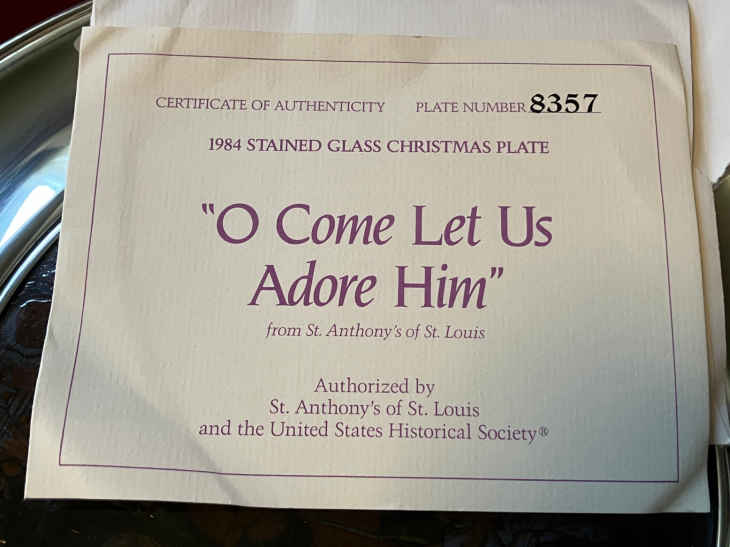 CERTIFICATE OF AUTHENTICITY PLATE NUMBER 8357
1984 STAINED GLASS CHRISTMAS PLATE
"O Come Let Us
Adore Him"
from St. Anthony's of St. Louis
Authorized by
St. Anthony's of St. Louis
and the United States Historical Society®